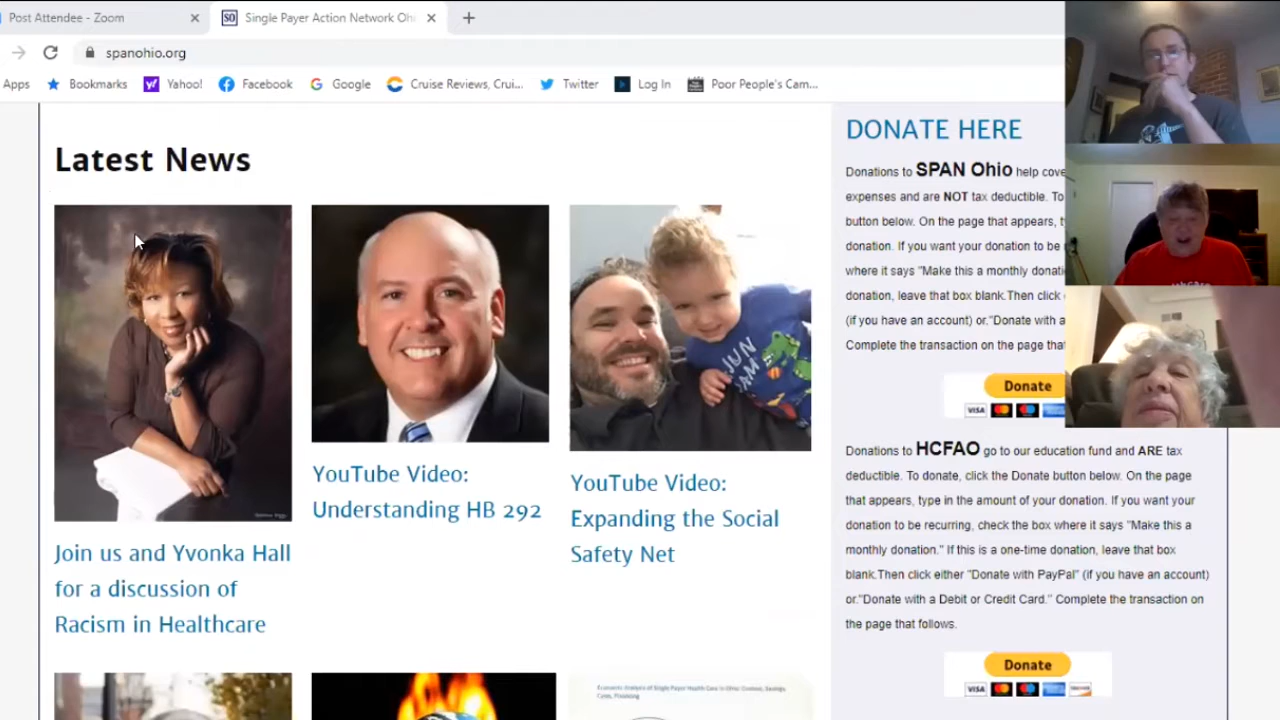 Post Attendee - Zoom
Single Payer Action Network Oh
spanohio.org
Apps Bookmarks Yahoo! Facebook Google Cruise Reviews, Crui... Twitter Log In Poor People's Cam...
Latest News
Join us and Yvonka Hall
for a discussion of
Racism in Healthcare
YouTube Video:
Understanding HB 292
YouTube Video:
Expanding the Social
Safety Net
DONATE HERE
Donations to SPAN Ohio help cove
expenses and are NOT tax deductible. To
button below. On the page that appears, t
donation. If you want your donation to be
where it says "Make this a monthly donati
donation, leave that box blank.Then click
(if you have an account) or."Donate with a
Complete the transaction on the page that
Donate
VISA
Donations to HCFAO go to our education fund and ARE tax
deductible. To donate, click the Donate button below. On the
page that appears, type in the amount of your donation. If you want your
donation to be recurring, check the box where it says "Make this a
monthly donation." If this is a one-time donation, leave that box
blank.Then click either "Donate with PayPal" (if you have an account)
or."Donate with a Debit or Credit Card." Complete the transaction on
the page that follows.
Donate
VISA